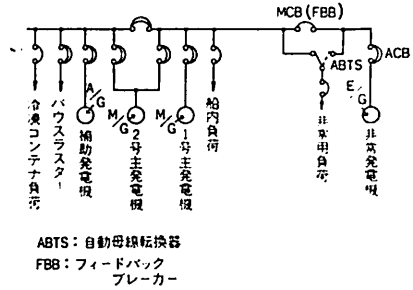 MCB(FBB)
ABTS
ACB
A/G
M/G
M/G
E/G
冷凍コンテナ負荷
バウスラスター
補助発電機
2号主発電機
1号主発電機
船内負荷
非常用負荷
非常発電機
ABTS：自動母線転換器
FBB：フィードバック
ブレーカー